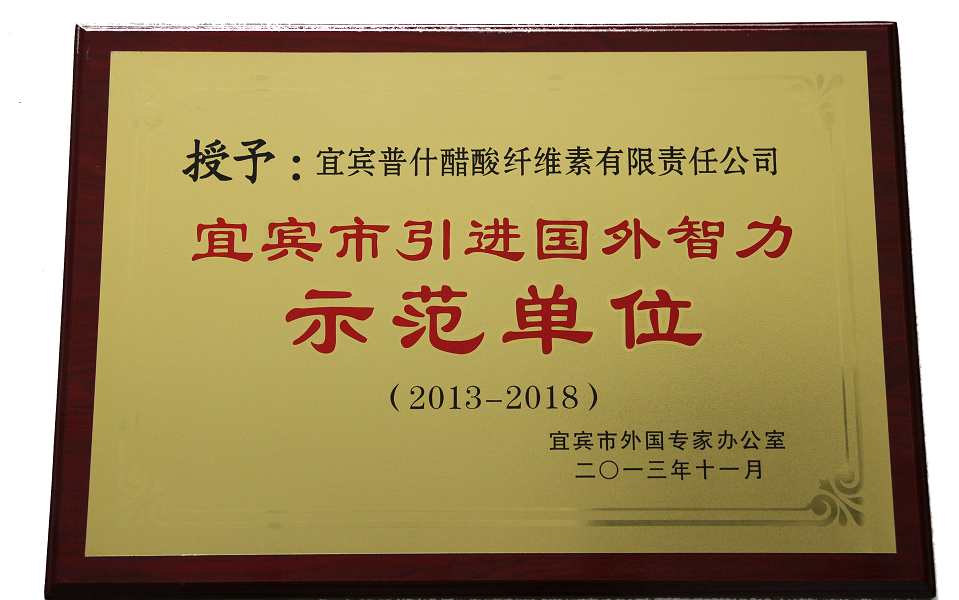 授予：宜宾普什醋酸纤维素有限责任公司
宜宾市引进国外智力
示范单位
（2013-2018）
宜宾市外国专家办公室
二〇一三年十一月